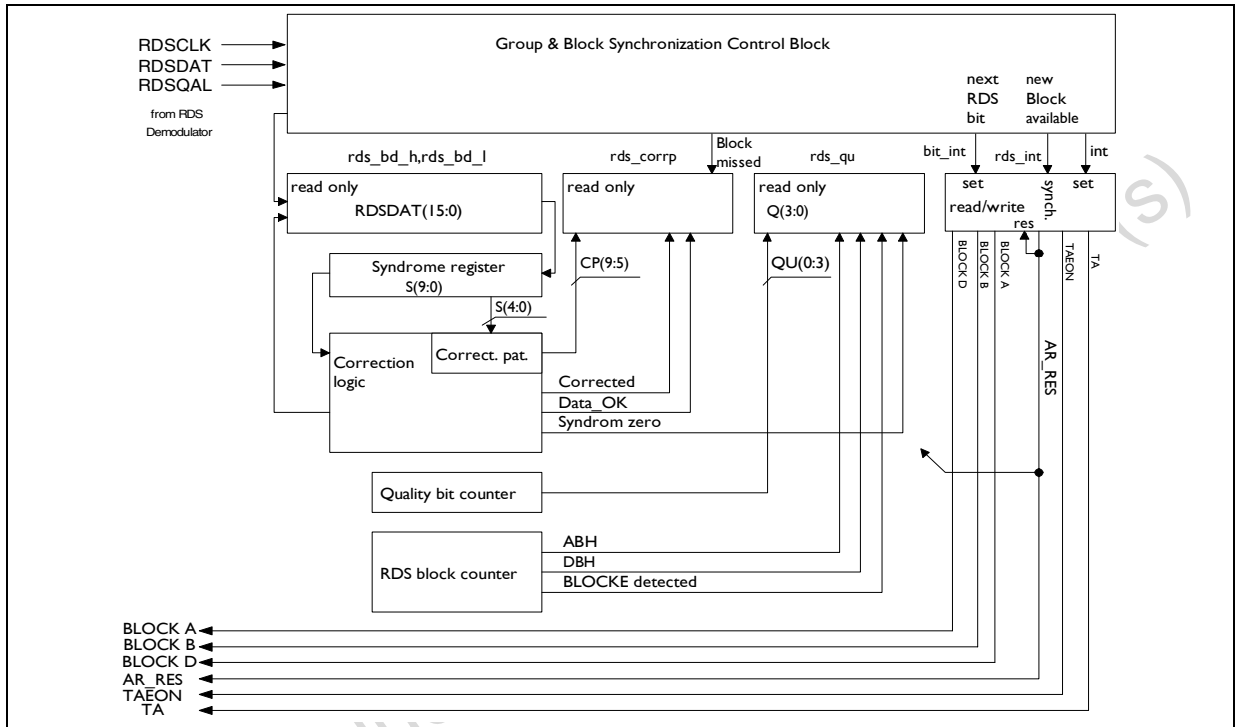 RDSCLK
RDSDAT
RDSQAL
from RDS
Demodulator
Group & Block Synchronization Control Block
next
RDS
bit
new
Block
available
rds_bd_h,rds_bd_l
rds_corrp
Block
missed
rds_qu
bit_int
rds_int
int
read only
RDSDAT(15:0)
read only
read only
Q(3:0)
set
synch.
set
read/write
res
Syndrome register
S(9:0)
CP(9:5)
QU(0:3)
BLOCK D
BLOCK B
BLOCK A
TAEON
TA
S(4:0)
Correction
logic
Correct. pat.
AR_RES
Corrected
Data_OK
Syndrom zero
Quality bit counter
RDS block counter
ABH
DBH
BLOCKE detected
BLOCK A
BLOCK B
BLOCK D
AR_RES
TAEON
TA